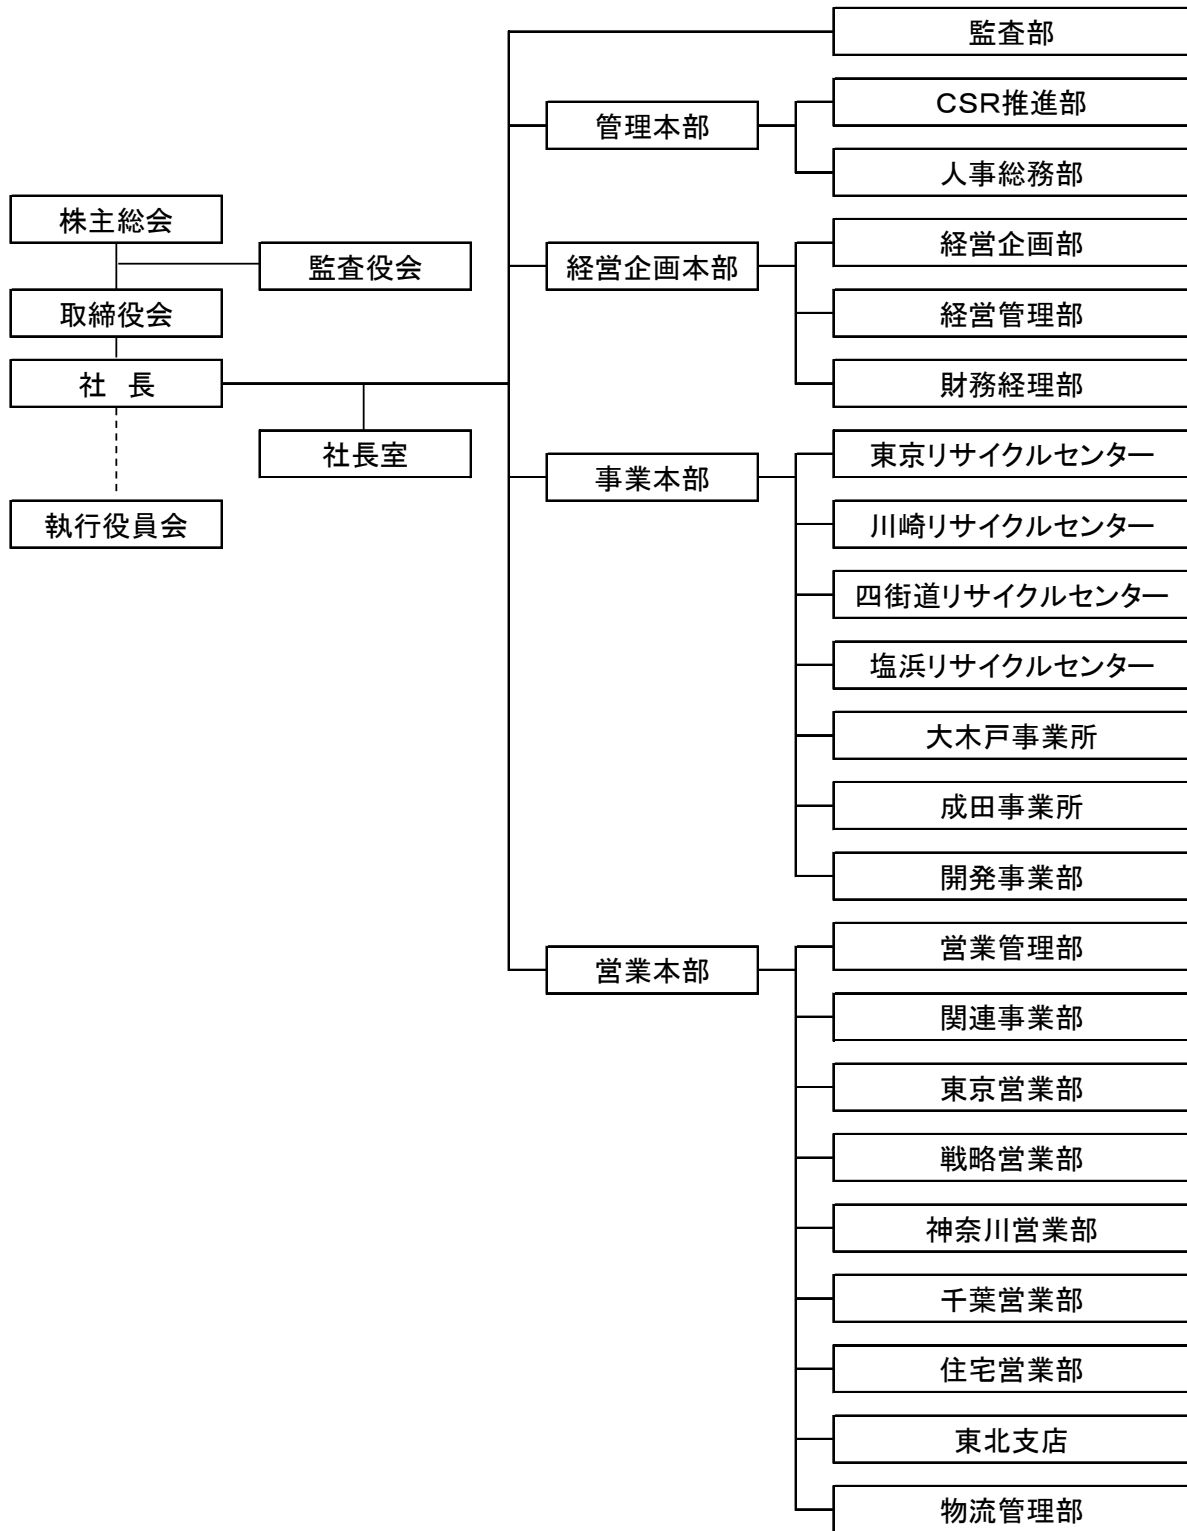 株主総会
監査役会
取締役会
社 長
社長室
執行役員会
監査部
管理本部
CSR推進部
人事総務部
経営企画本部
経営企画部
経営管理部
財務経理部
事業本部
東京リサイクルセンター
川崎リサイクルセンター
四街道リサイクルセンター
塩浜リサイクルセンター
大木戸事業所
成田事業所
開発事業部
営業本部
営業管理部
関連事業部
東京営業部
戦略営業部
神奈川営業部
千葉営業部
住宅営業部
東北支店
物流管理部